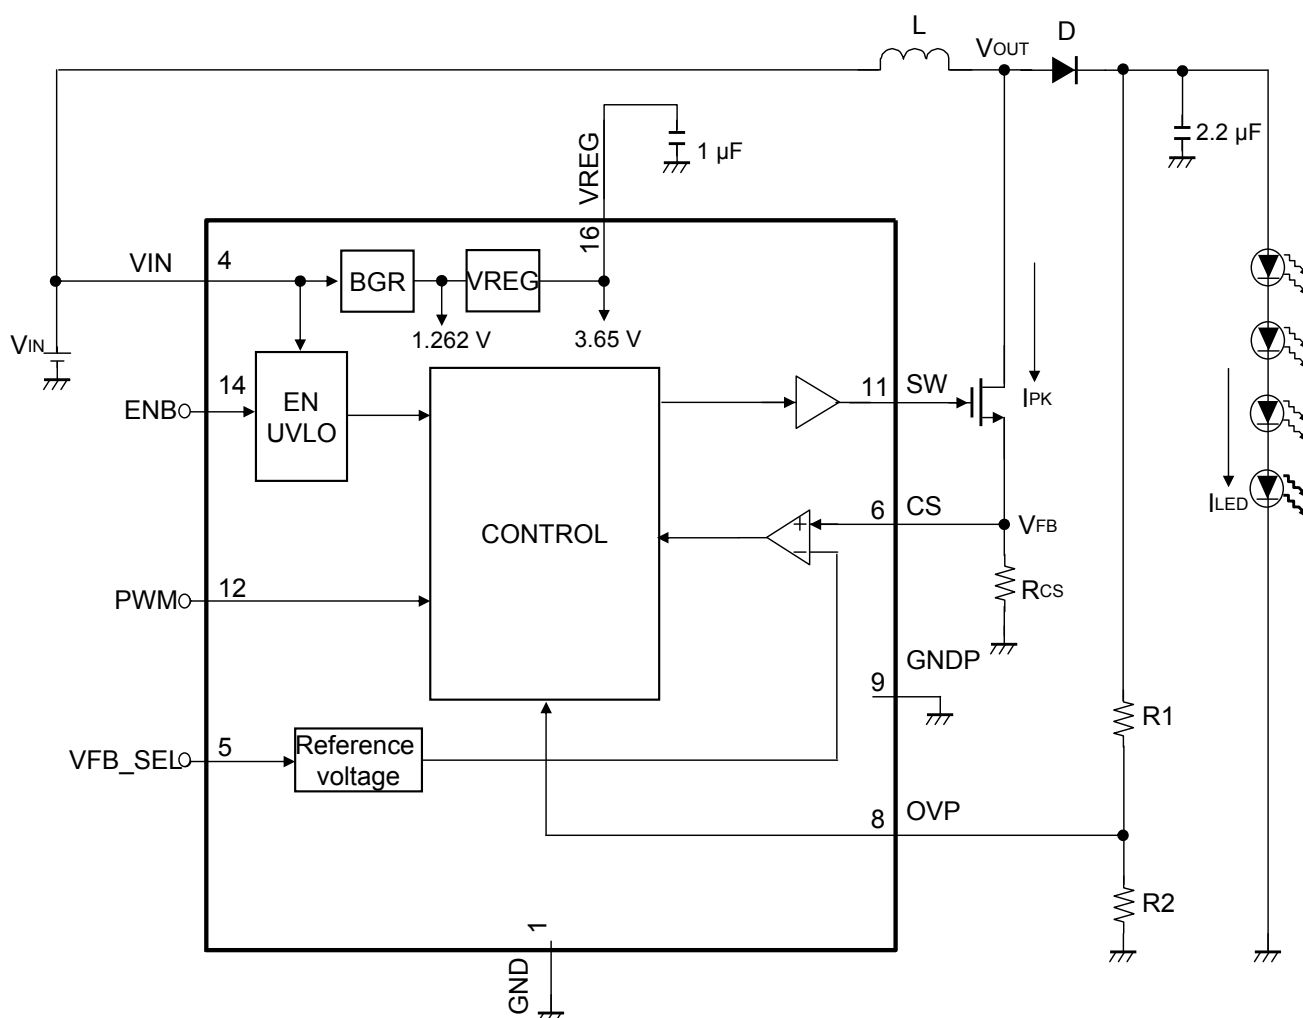 L
VOUT
D
2.2 µF
1 µF
VREG
16
VIN
4
BGR
VREG
1.262 V
3.65 V
VIN
14
ENB
EN
UVLO
11
SW
IPK
ILED
CONTROL
6
CS
VFB
RCS
12
PWM
GNDP
9
R1
5
VFB_SEL
Reference
voltage
8
OVP
R2
1
GND